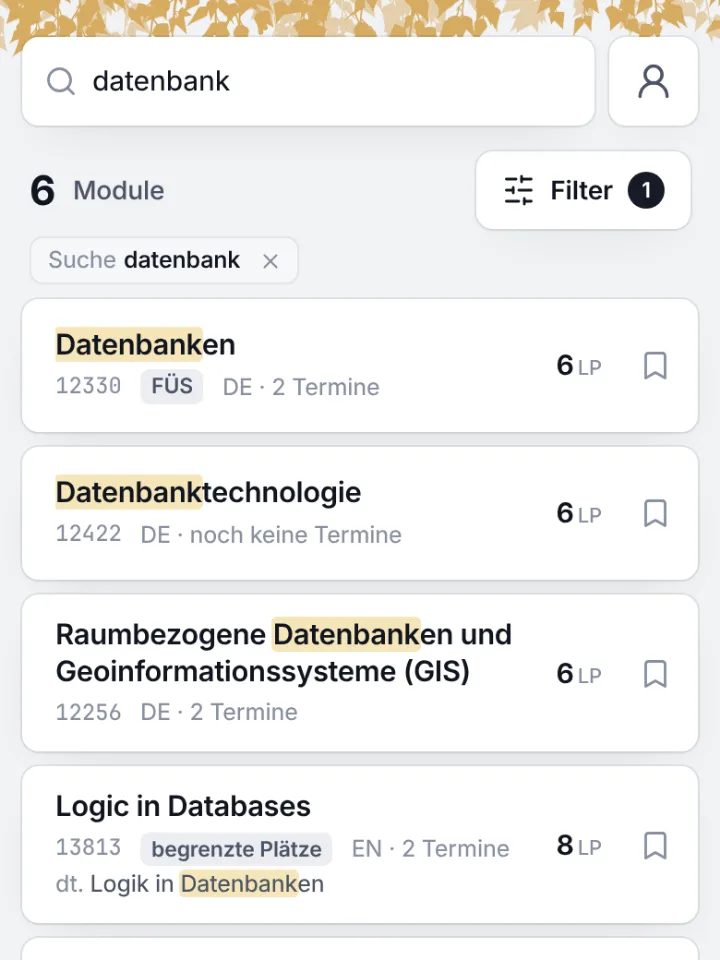 datenbank
6 Module
Filter 1
Suche datenbank
Datenbanken
12330 FÜS DE · 2 Termine
6 LP
Datenbanktechnologie
12422 DE · noch keine Termine
6 LP
Raumbezogene Datenbanken und
Geoinformationssysteme (GIS)
12256 DE · 2 Termine
6 LP
Logic in Databases
13813 begrenzte Plätze EN · 2 Termine
dt. Logik in Datenbanken
8 LP